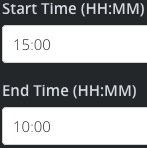 Start Time (HH:MM)
15:00
End Time (HH:MM)
10:00